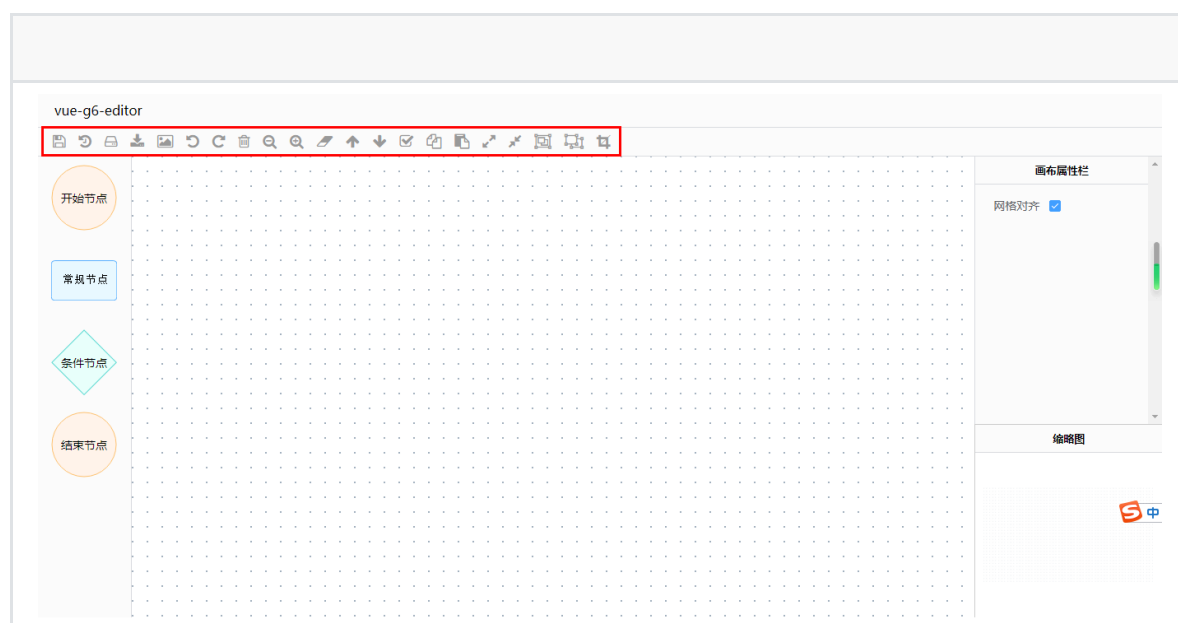 vue-g6-editor
开始节点
常规节点
条件节点
结束节点
画布属性栏
网格对齐
缩略图
S 中